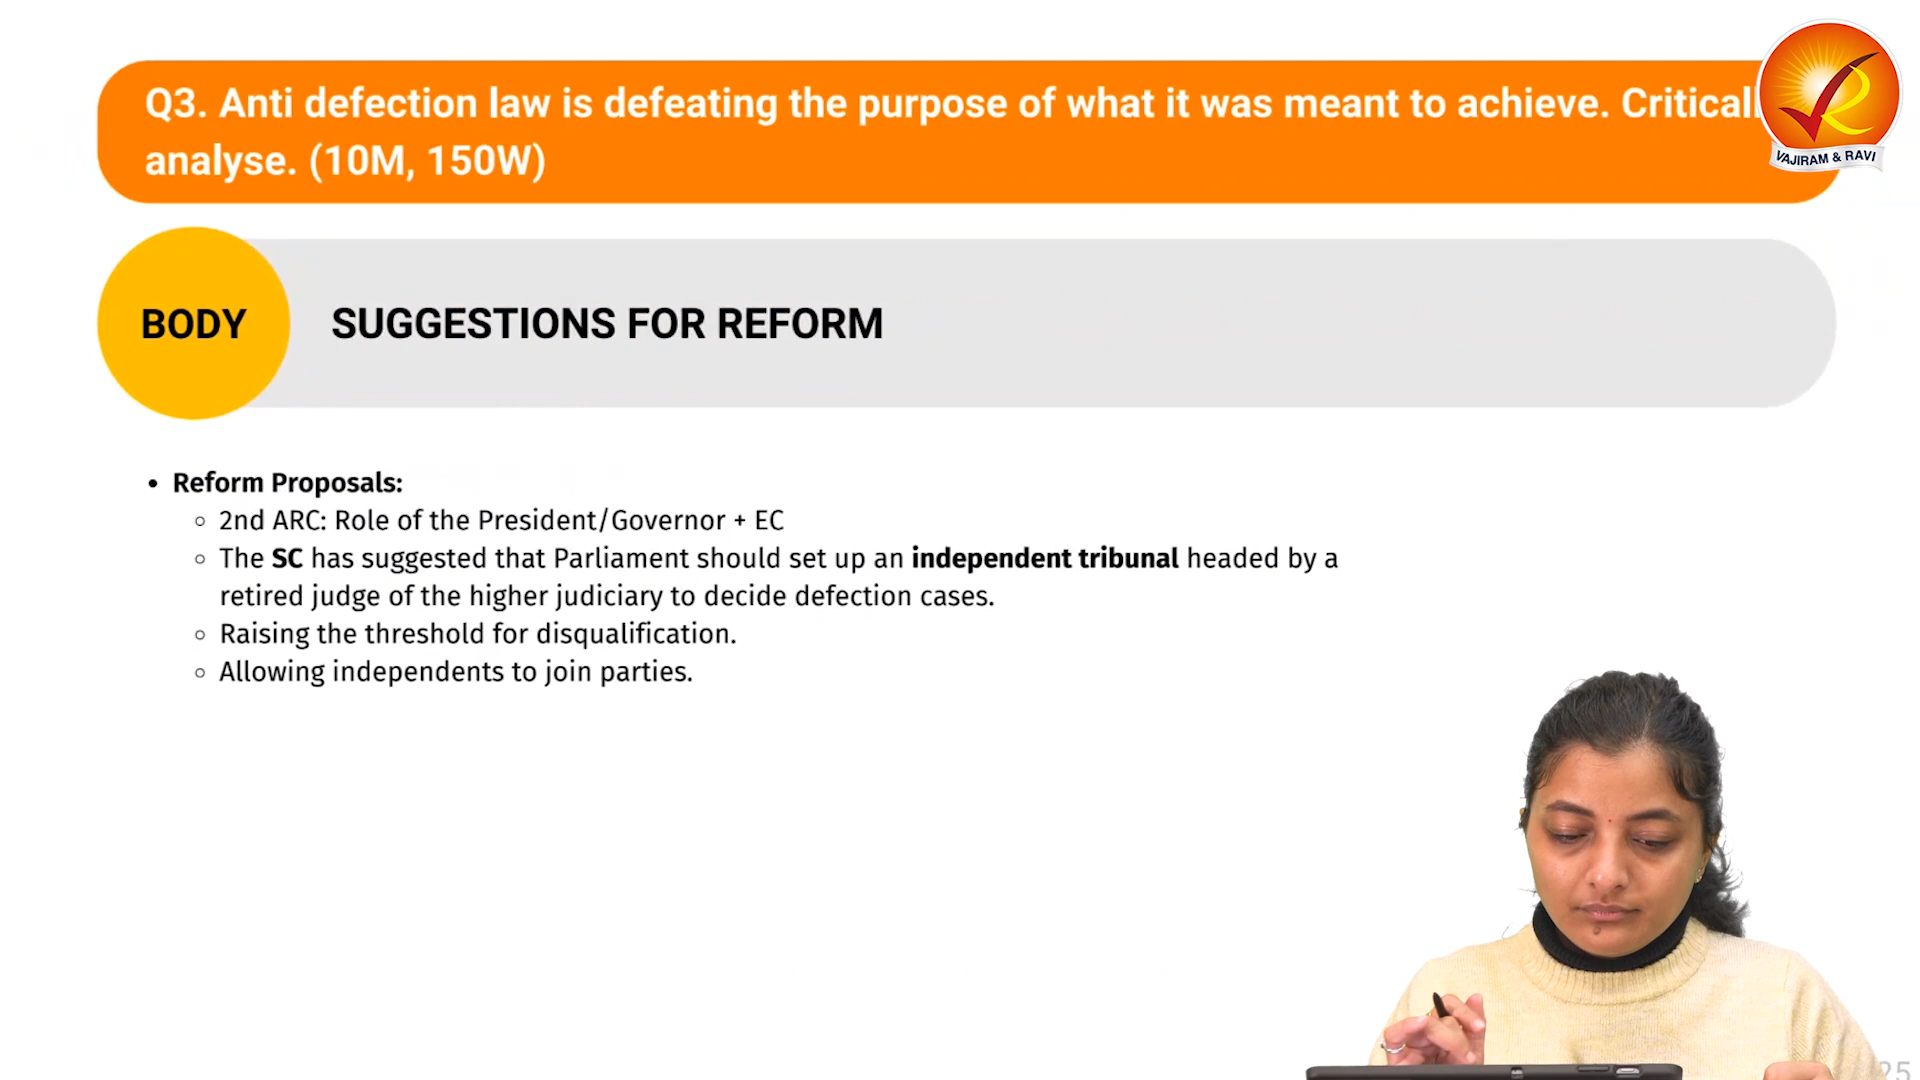 Q3. Anti defection law is defeating the purpose of what it was meant to achieve.
analyse. (10M, 150W)
VAJIRAM & RAVI
BODY
SUGGESTIONS FOR REFORM
• Reform Proposals:
○ 2nd ARC: Role of the President/Governor + EC
○ The SC has suggested that Parliament should set up an independent tribunal headed by a
retired judge of the higher judiciary to decide defection cases.
○ Raising the threshold for disqualification.
○ Allowing independents to join parties.
25